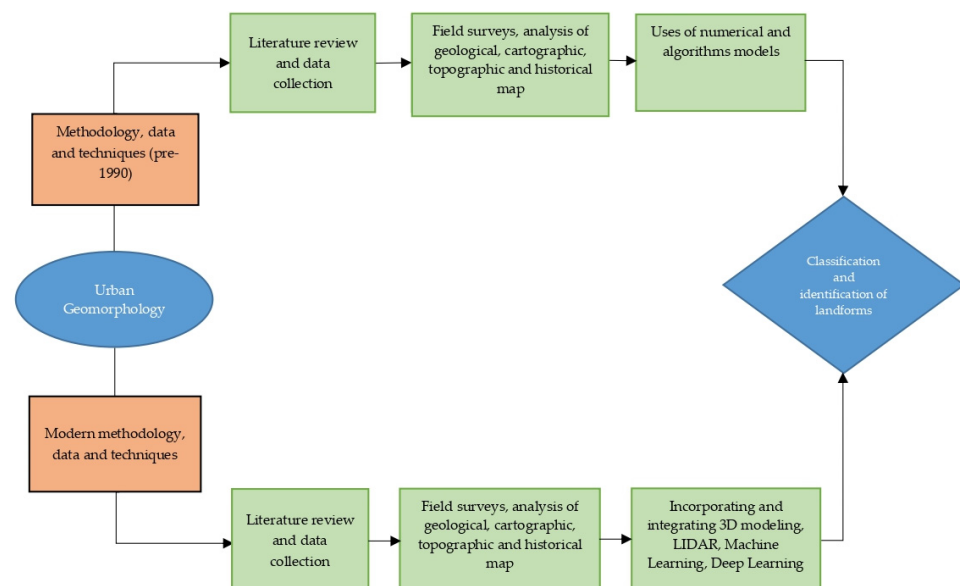 Literature review
and data
collection
Field surveys, analysis of
geological, cartographic,
topographic and historical
map
Uses of numerical and
algorithms models
Methodology, data
and techniques (pre-
1990)
Urban
Geomorphology
Classification
and
identification of
landforms
Modern methodology,
data and techniques
Literature review
and data
collection
Field surveys, analysis of
geological, cartographic,
topographic and historical
map
Incorporating and
integrating 3D modeling,
LIDAR, Machine
Learning, Deep Learning